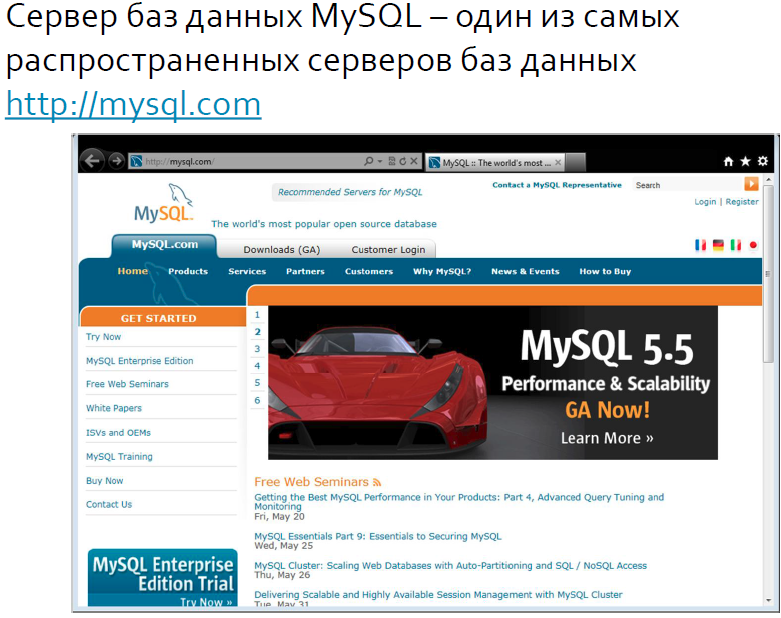 Сервер баз данных MySQL – один из самых
распространенных серверов баз данных
http://mysql.com
http://mysql.com/
MySQL :: The world's most ...
MySQL
Recommended Servers for MySQL
The world's most popular open source database
Contact a MySQL Representative
Search
Login | Register
MySQL.com
Downloads (GA)
Customer Login
Home Products Services Partners Customers Why MySQL? News & Events How to Buy
GET STARTED
Try Now
MySQL Enterprise Edition
Free Web Seminars
White Papers
ISVs and OEMs
MySQL Training
Buy Now
Contact Us
MySQL Enterprise
Edition Trial
Try Now »
1
2
3
4
5
6
MySQL 5.5
Performance & Scalability
GA Now!
Learn More »
Free Web Seminars
Getting the Best MySQL Performance in Your Products: Part 4, Advanced Query Tuning and
Monitoring
Fri, May 20
MySQL Essentials Part 9: Essentials to Securing MySQL
Wed, May 25
MySQL Cluster: Scaling Web Databases with Auto-Partitioning and SQL / NoSQL Access
Thu, May 26
Delivering Scalable and Highly Available Session Management with MySQL Cluster
Tue, May 31